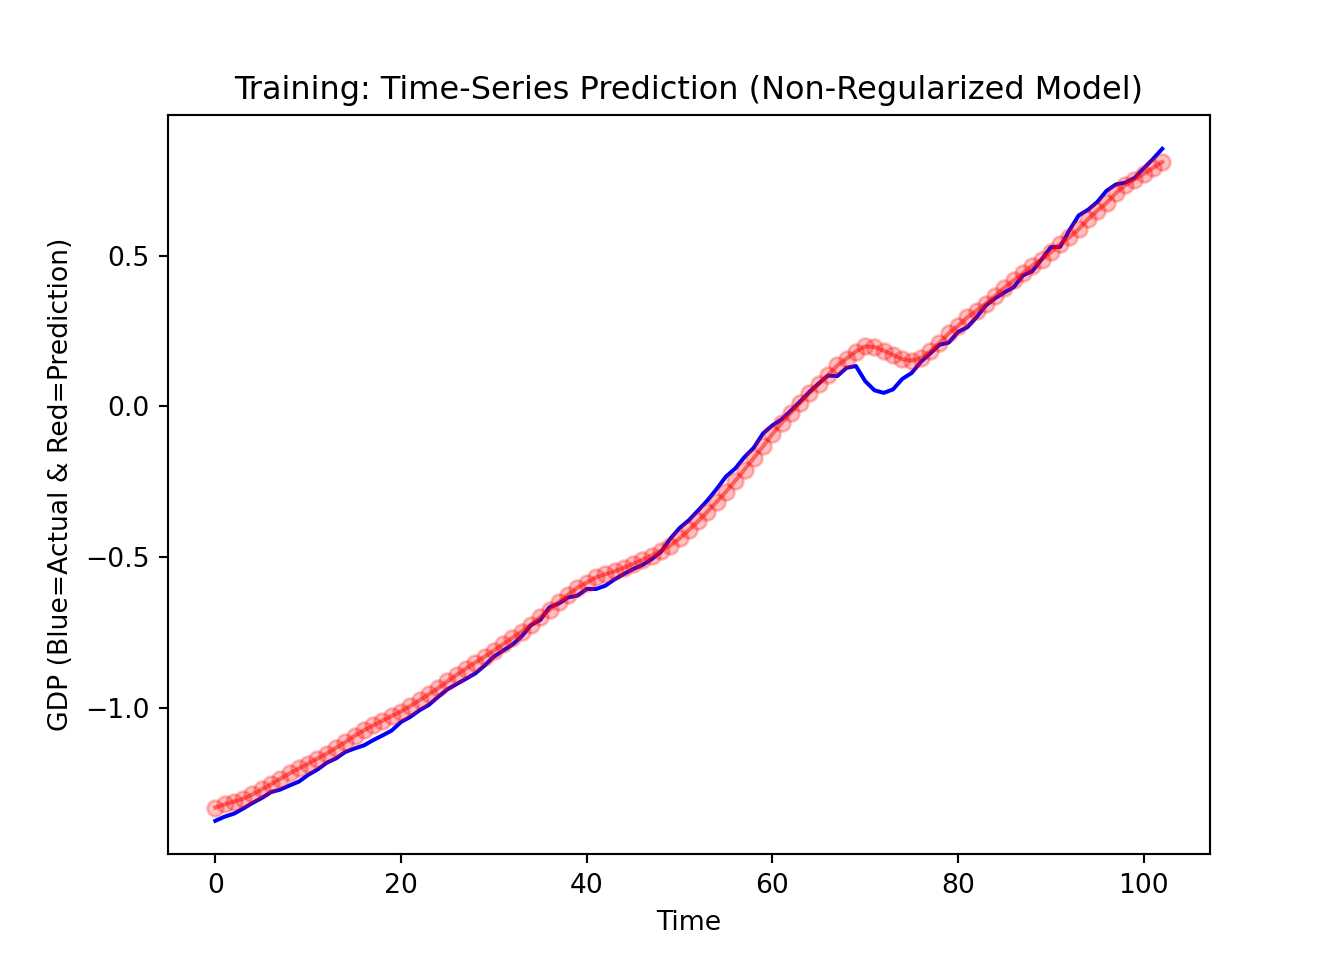 Training: Time-Series Prediction (Non-Regularized Model)
GDP (Blue=Actual & Red=Prediction)
0.5
0.0
−0.5
−1.0
0 20 40 60 80 100
Time